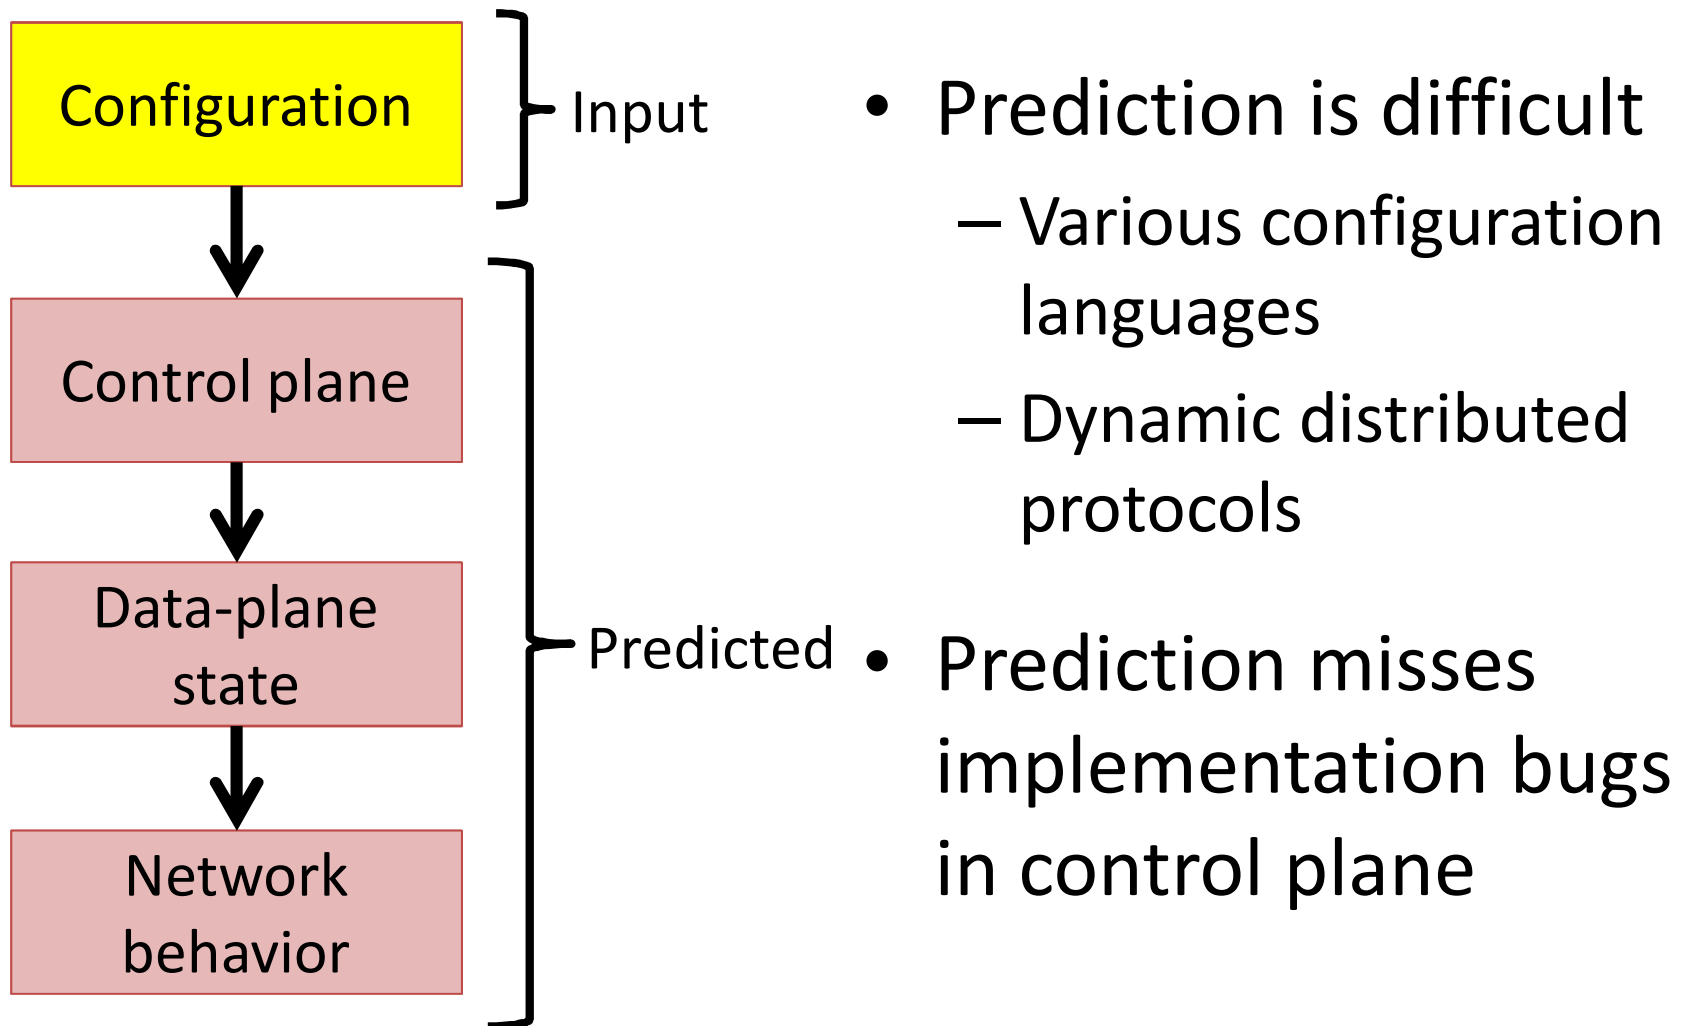 Configuration
Input
Control plane
Data-plane
state
Predicted
Network
behavior
• Prediction is difficult
– Various configuration
languages
– Dynamic distributed
protocols
• Prediction misses
implementation bugs
in control plane